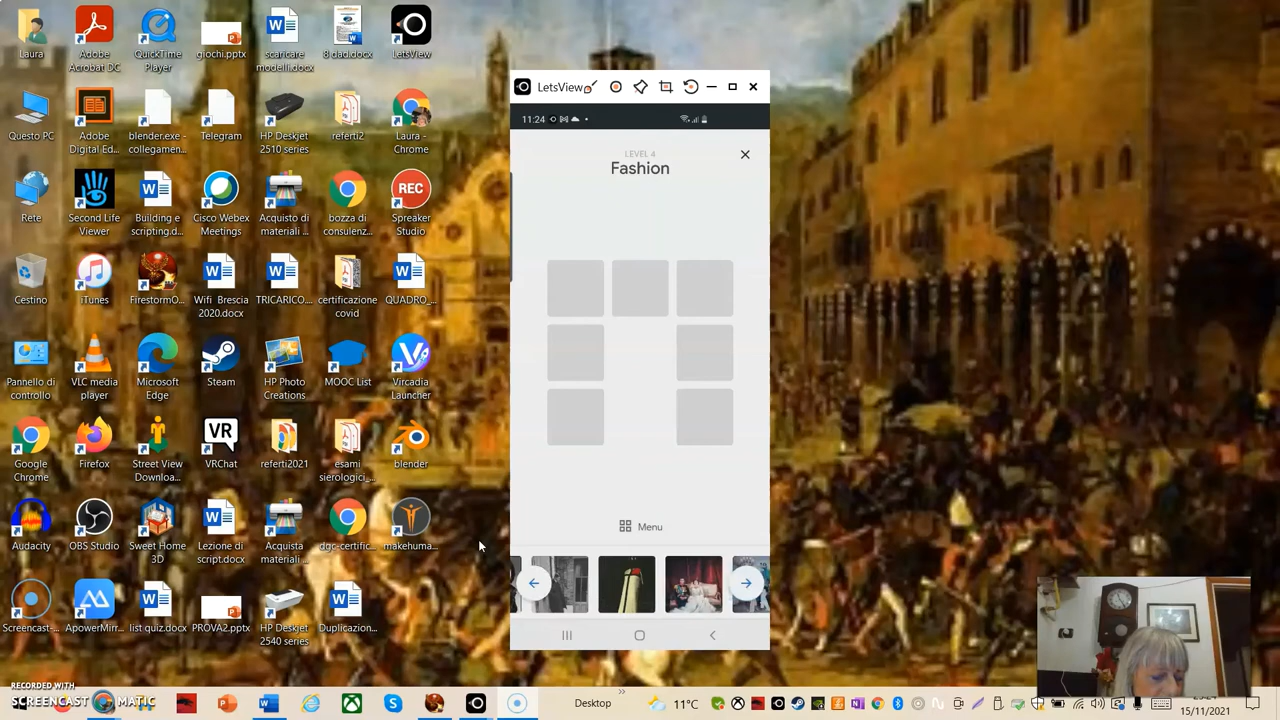 Laura
Adobe
Acrobat DC
QuickTime
Player
giochi.pptx
scaricare
modelli.docx
8 dad.docx
LetsView
Questo PC
Adobe
Digital Ed...
blender.exe -
collegamen...
Telegram
HP Deskjet
2510 series
referti2
Laura -
Chrome
Rete
Second Life
Viewer
Building e
scripting.d...
Cisco Webex
Meetings
Acquisto di
materiali ...
bozza di
consulenz...
REC
Spreaker
Studio
Cestino
iTunes
FirestormO...
Wifi Brescia
2020.docx
TRICARICO....
certificazione
covid
QUADRO_...
Pannello di
controllo
VLC media
player
Microsoft
Edge
Steam
HP Photo
Creations
MOOC List
Vircadia
Launcher
Google
Chrome
Firefox
Street View
Downloa...
VR
VRChat
referti2021
esami
sierologici_...
blender
Audacity
OBS Studio
Sweet Home
3D
Lezione di
script.docx
Acquista
materiali ...
dgc-certific...
makehuma...
Screencast-...
ApowerMirr...
list quiz.docx
PROVA2.pptx
HP Deskjet
2540 series
Duplicazion...
LetsView
11:24
LEVEL 4
Fashion
Menu
RECORDED WITH
SCREENCAST MATIC
Desktop
11°C
15/11/2021